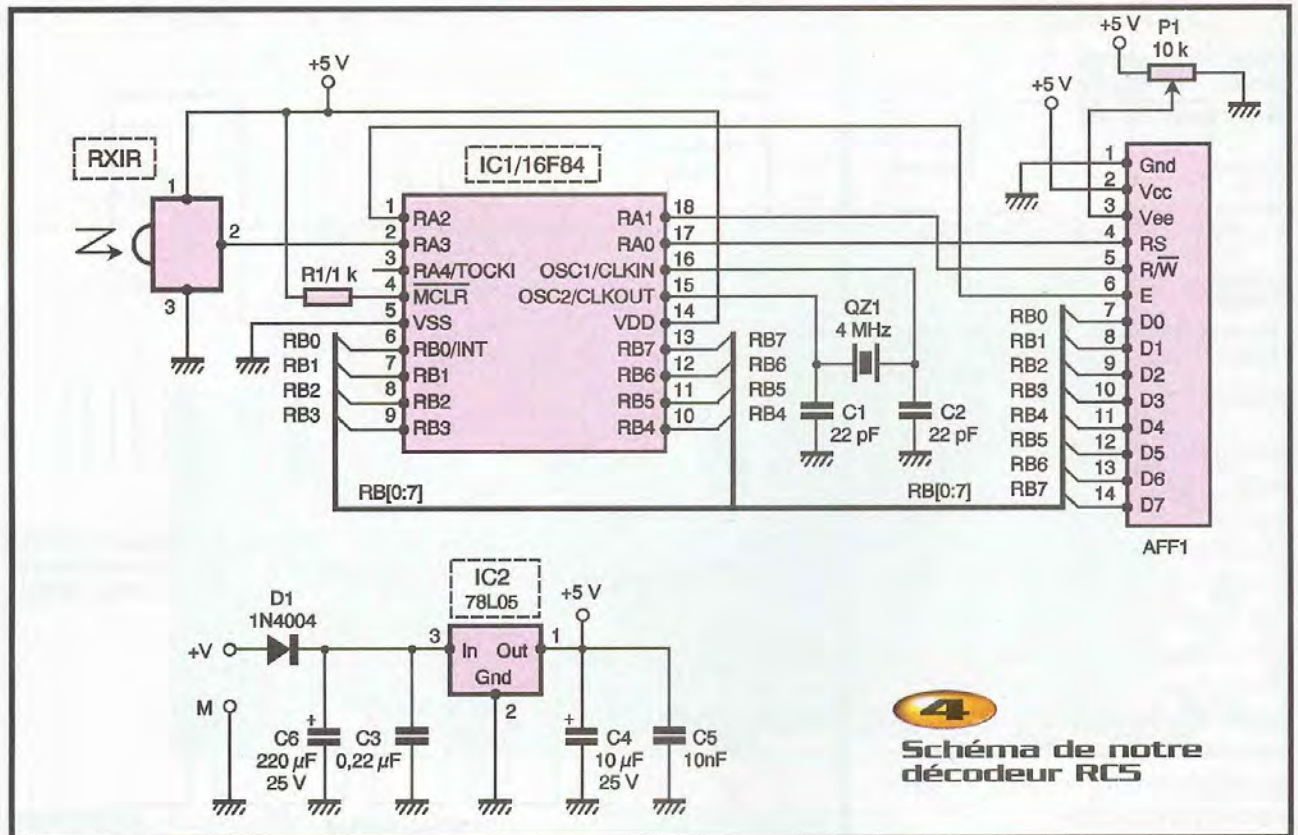 +5 V
P1
10 k
+5 V
+5 V
RXIR
1
2
3
IC1/16F84
1 RA2
2 RA3
3 RA4/TOCKI
4 MCLR
5 VSS
6 RB0/INT
7 RB1
8 RB2
9 RB3
RA1 18
RA0 17
OSC1/CLKIN 16
OSC2/CLKOUT 15
VDD 14
RB7 13
RB6 12
RB5 11
RB4 10
R1/1 k
RB0
RB1
RB2
RB3
RB7
RB6
RB5
RB4
RB[0:7]
QZ1
4 MHz
C1
22 pF
C2
22 pF
RB[0:7]
RB0
RB1
RB2
RB3
RB4
RB5
RB6
RB7
1 Gnd
2 Vcc
3 Vee
4 RS
5 R/W
6 E
7 D0
8 D1
9 D2
10 D3
11 D4
12 D5
13 D6
14 D7
AFF1
D1
1N4004
+V
M
C6
220 µF
25 V
+
C3
0,22 µF
IC2
78L05
3 In Out 1
Gnd
2
+5 V
+
C4
10 µF
25 V
C5
10nF
4
Schéma de notre
décodeur RC5